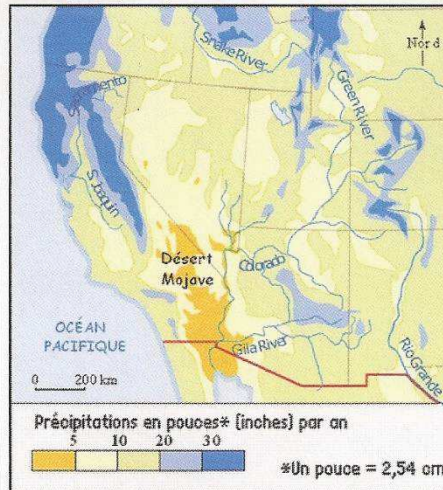 Nord
Snake River
Sacramento
Green River
S. Joaquin
Désert
Mojave
Colorado
OCÉAN
PACIFIQUE
Gila River
Rio Grande
0 200 km
Précipitations en pouces* (inches) par an
5 10 20 30
*Un pouce = 2,54 cm